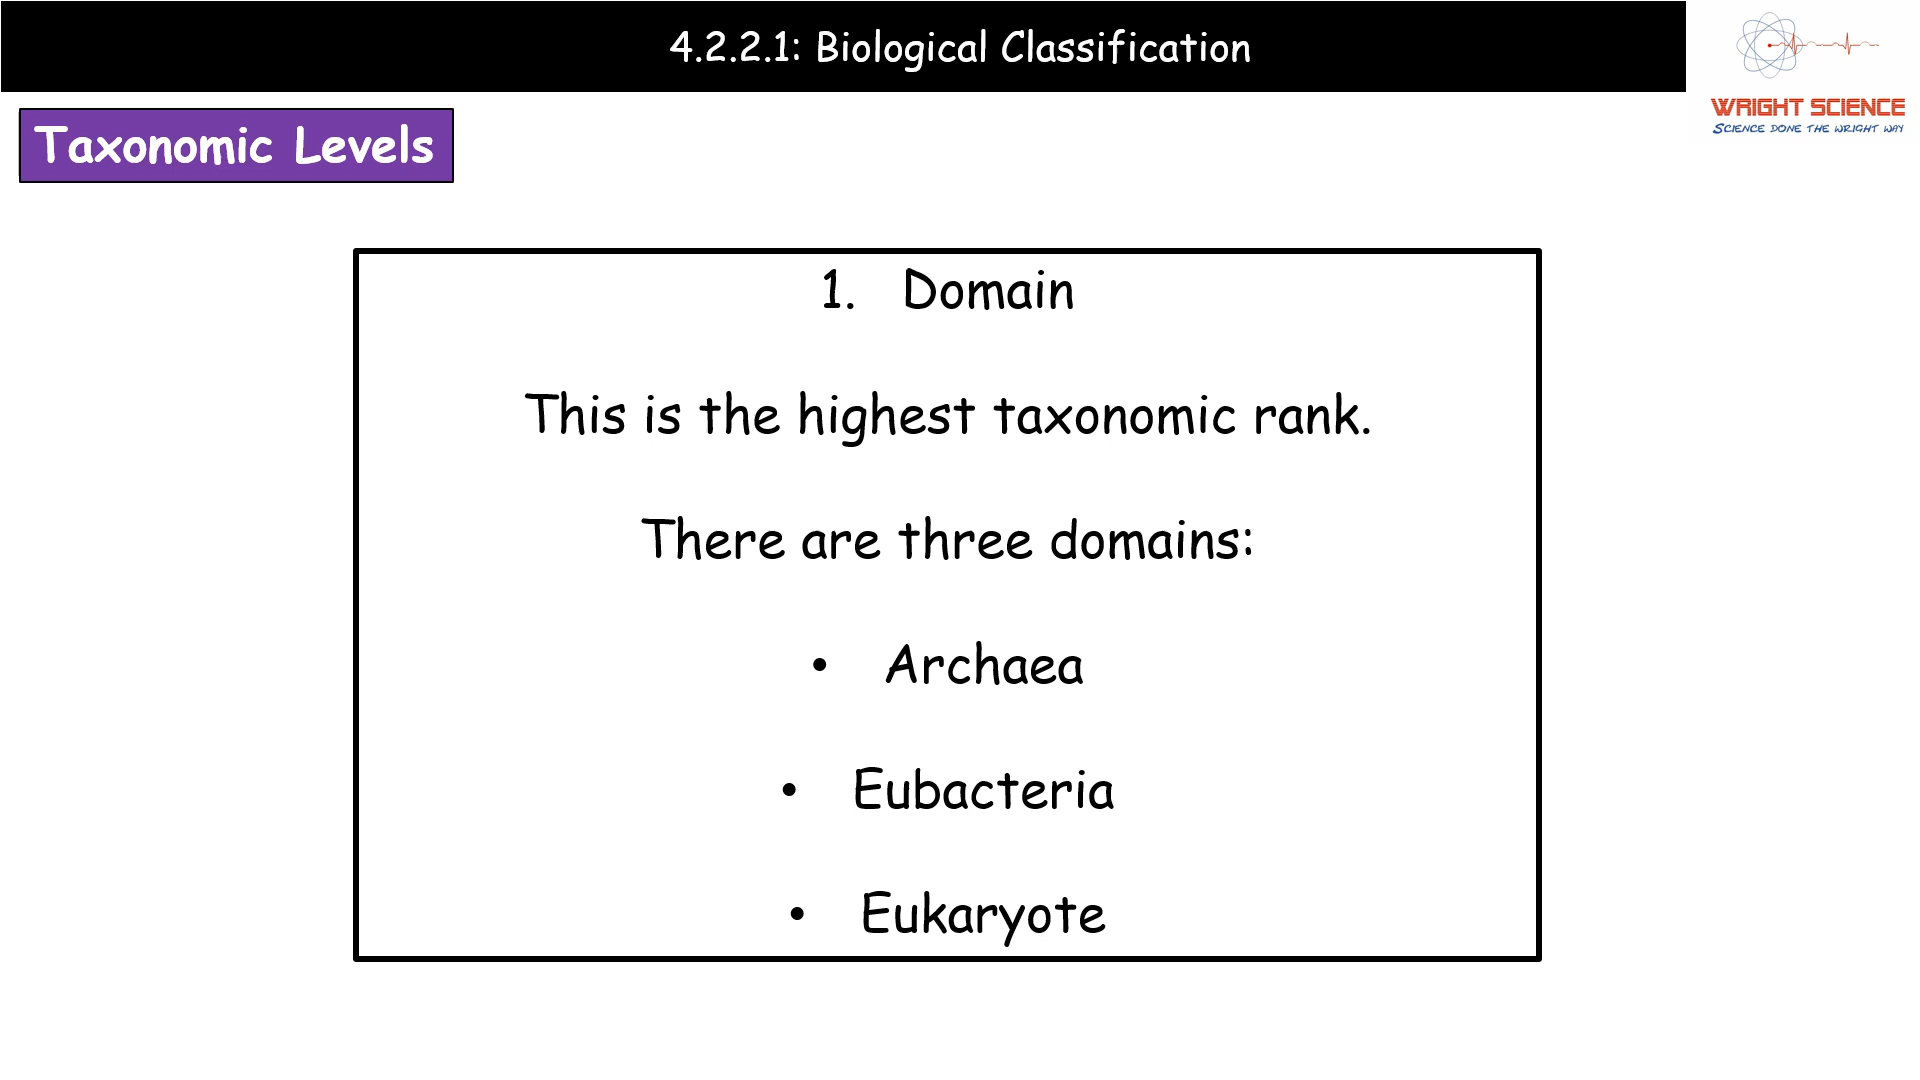 4.2.2.1: Biological Classification
WRIGHT SCIENCE
SCIENCE DONE THE WRIGHT WAY
Taxonomic Levels
1. Domain
This is the highest taxonomic rank.
There are three domains:
• Archaea
• Eubacteria
• Eukaryote